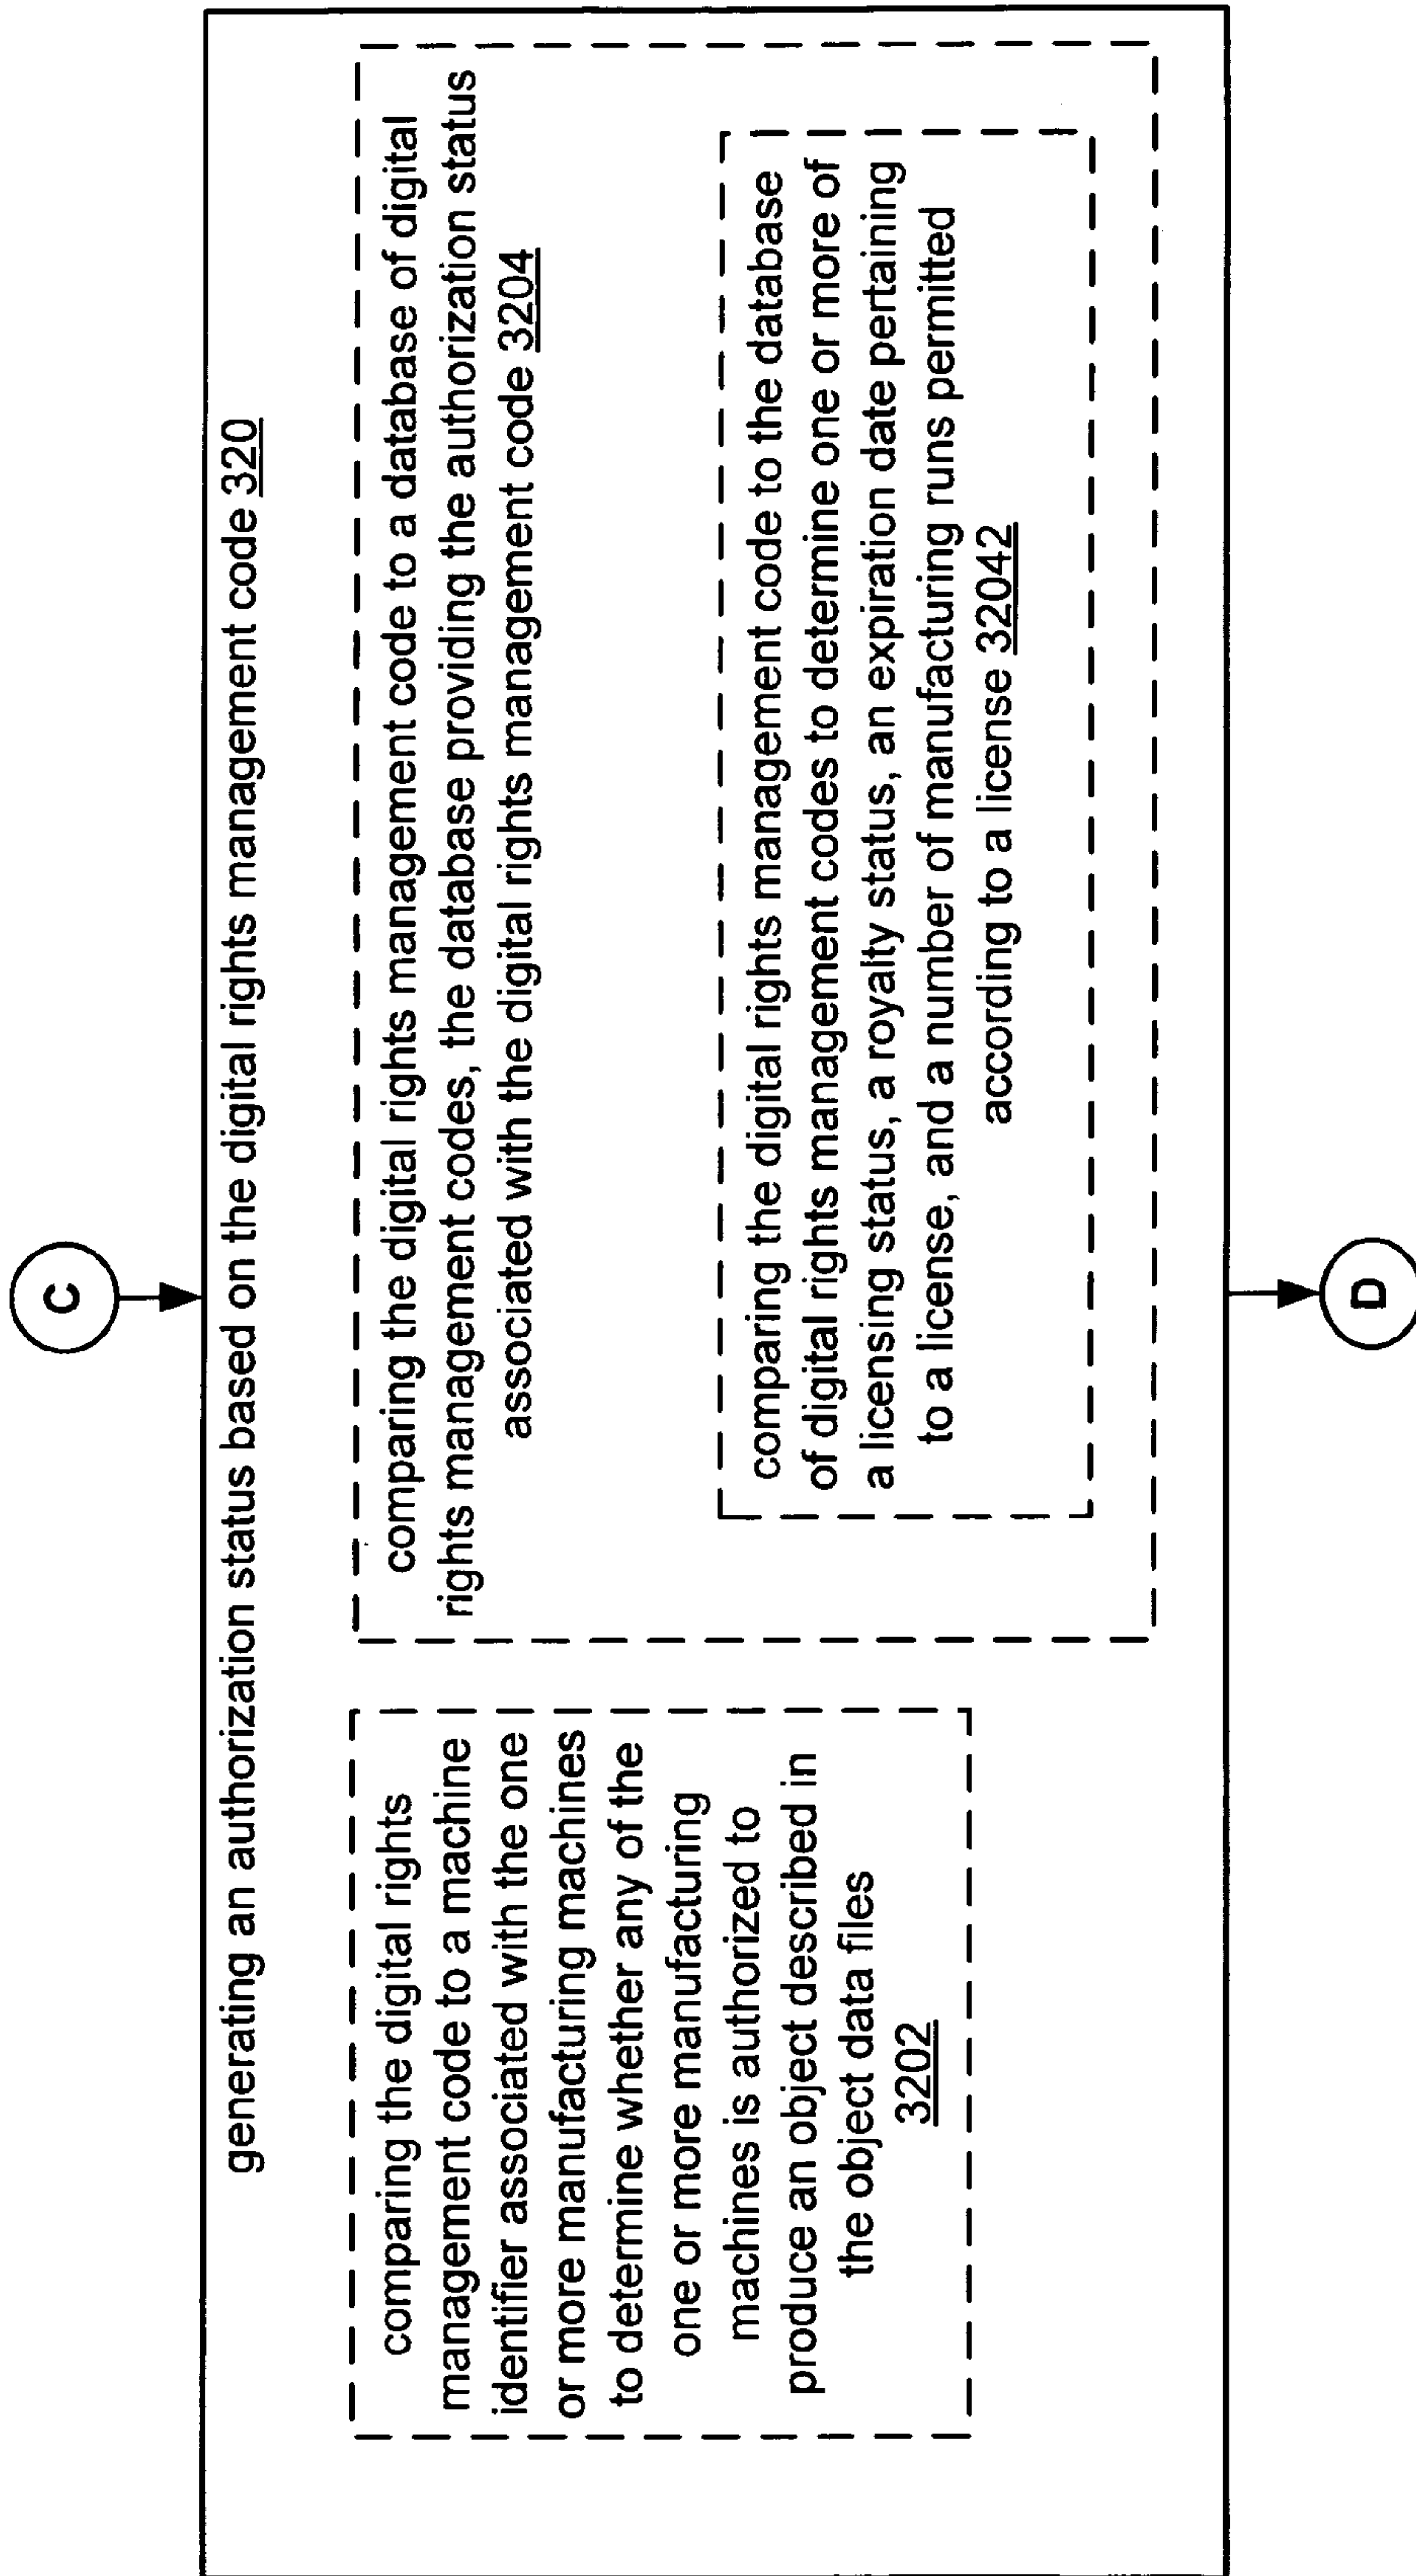 C
generating an authorization status based on the digital rights management code 320
comparing the digital rights
management code to a machine
identifier associated with the one
or more manufacturing machines
to determine whether any of the
one or more manufacturing
machines is authorized to
produce an object described in
the object data files
3202
comparing the digital rights management code to a database of digital
rights management codes, the database providing the authorization status
associated with the digital rights management code 3204
comparing the digital rights management code to the database
of digital rights management codes to determine one or more of
a licensing status, a royalty status, an expiration date pertaining
to a license, and a number of manufacturing runs permitted
according to a license 32042
D